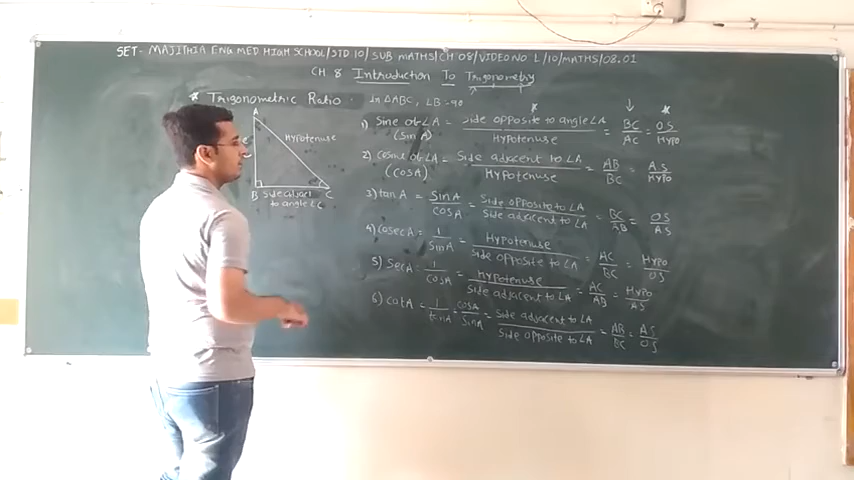 SET - MAJITHIA ENG MED HIGH SCHOOL/STD 10/SUB MATHS/CH 08/VIDEO NO L/10/MATHS/08.01
CH 8 Introduction To Trigonometry
* Trigonometric Ratio
In △ABC, ∠B = 90
A
Hypotenuse
B Side adjacent C
to angle ∠C
1) Sine of ∠A = Side opposite to angle ∠A / Hypotenuse = BC / AC = OS / Hypo
(Sin A)
2) Cosine of ∠A = Side adjacent to ∠A / Hypotenuse = AB / BC = AS / Hypo
(COSA)
3) tan A = Sin A / COSA = Side opposite to ∠A / Side adjacent to ∠A = BC / AB = OS / AS
4) Cosec A = 1 / Sin A = Hypotenuse / Side opposite to ∠A = AC / BC = Hypo / OS
5) Sec A = 1 / COSA = Hypotenuse / Side adjacent to ∠A = AC / AB = Hypo / AS
6) cot A = 1 / tan A = COSA / Sin A = Side adjacent to ∠A / Side opposite to ∠A = AB / BC = AS / OS